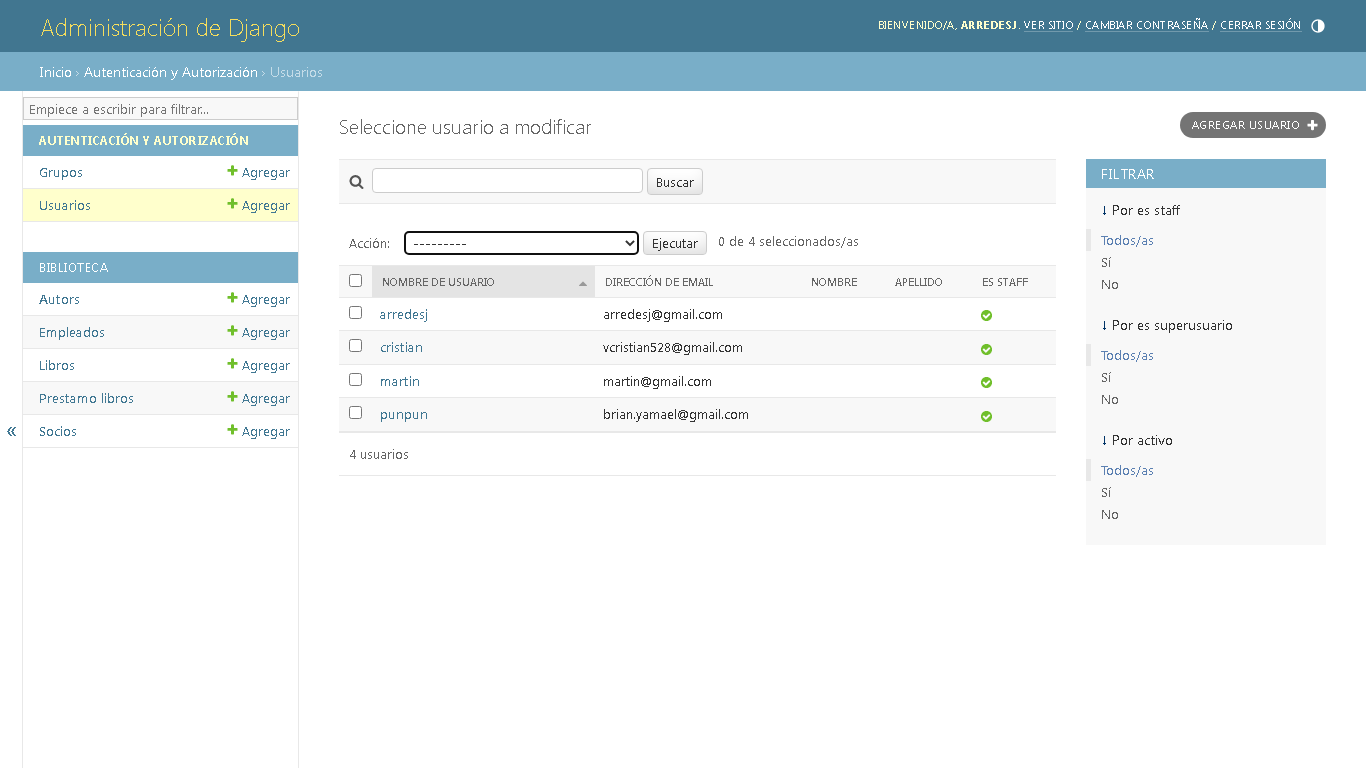 Administración de Django
BIENVENIDO/A, ARREDESJ. VER SITIO / CAMBIAR CONTRASEÑA / CERRAR SESIÓN
Inicio › Autenticación y Autorización › Usuarios
Empiece a escribir para filtrar...
AUTENTICACIÓN Y AUTORIZACIÓN
Grupos Agregar
Usuarios Agregar
BIBLIOTECA
Autors Agregar
Empleados Agregar
Libros Agregar
Prestamo libros Agregar
Socios Agregar
«
Seleccione usuario a modificar
AGREGAR USUARIO
Buscar
Acción: --------- Ejecutar 0 de 4 seleccionados/as
NOMBRE DE USUARIO DIRECCIÓN DE EMAIL NOMBRE APELLIDO ES STAFF
arredesj arredesj@gmail.com
cristian vcristian528@gmail.com
martin martin@gmail.com
punpun brian.yamael@gmail.com
4 usuarios
FILTRAR
↓ Por es staff
Todos/as
Sí
No
↓ Por es superusuario
Todos/as
Sí
No
↓ Por activo
Todos/as
Sí
No